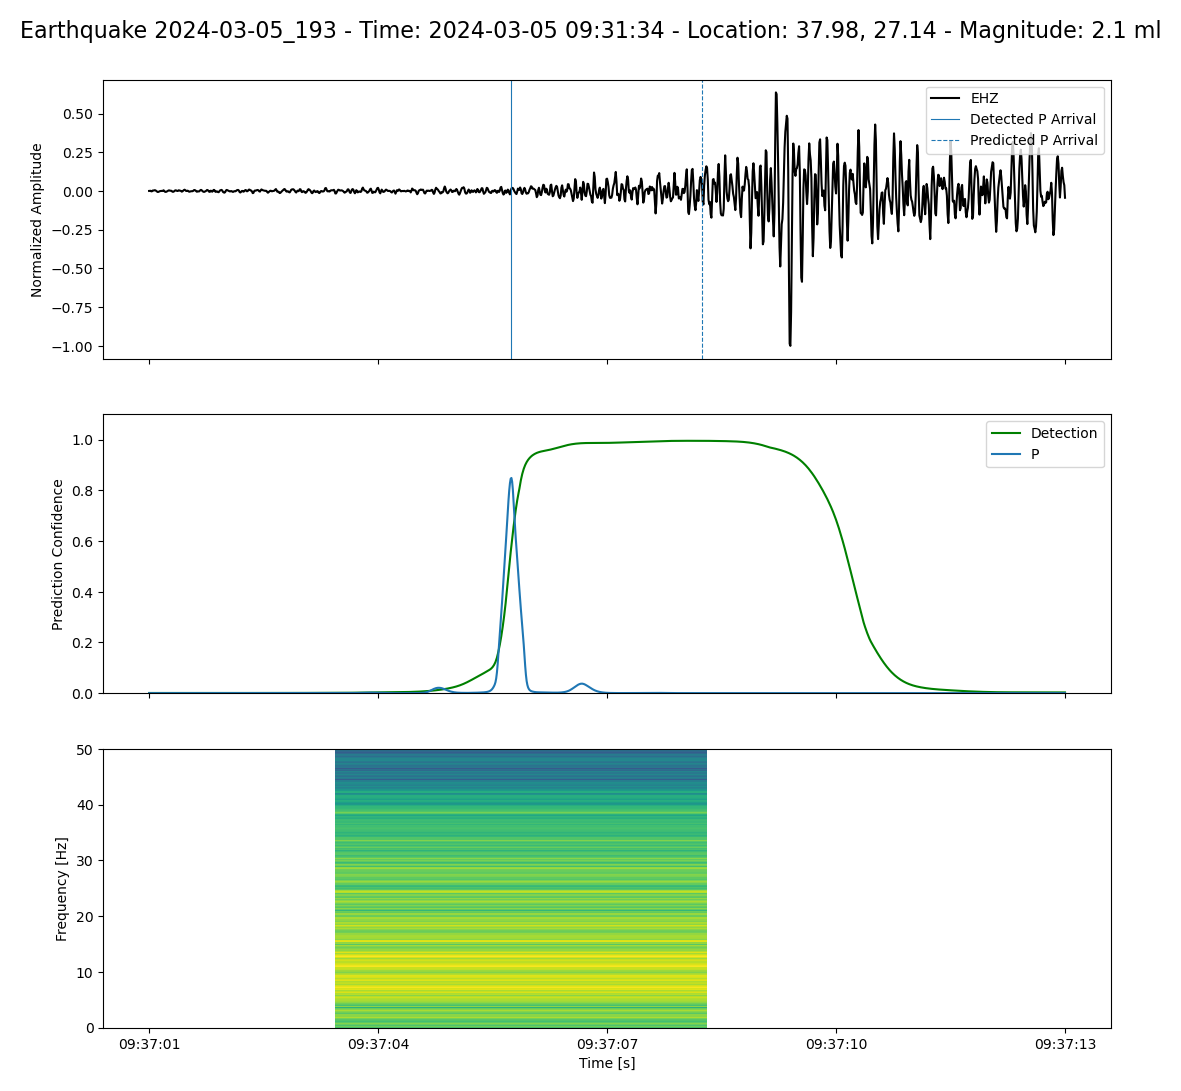 Earthquake 2024-03-05_193 - Time: 2024-03-05 09:31:34 - Location: 37.98, 27.14 - Magnitude: 2.1 ml
Normalized Amplitude
0.50
0.25
0.00
−0.25
−0.50
−0.75
−1.00
EHZ
Detected P Arrival
Predicted P Arrival
Prediction Confidence
1.0
0.8
0.6
0.4
0.2
0.0
Detection
P
Frequency [Hz]
50
40
30
20
10
0
09:37:01 09:37:04 09:37:07 09:37:10 09:37:13
Time [s]